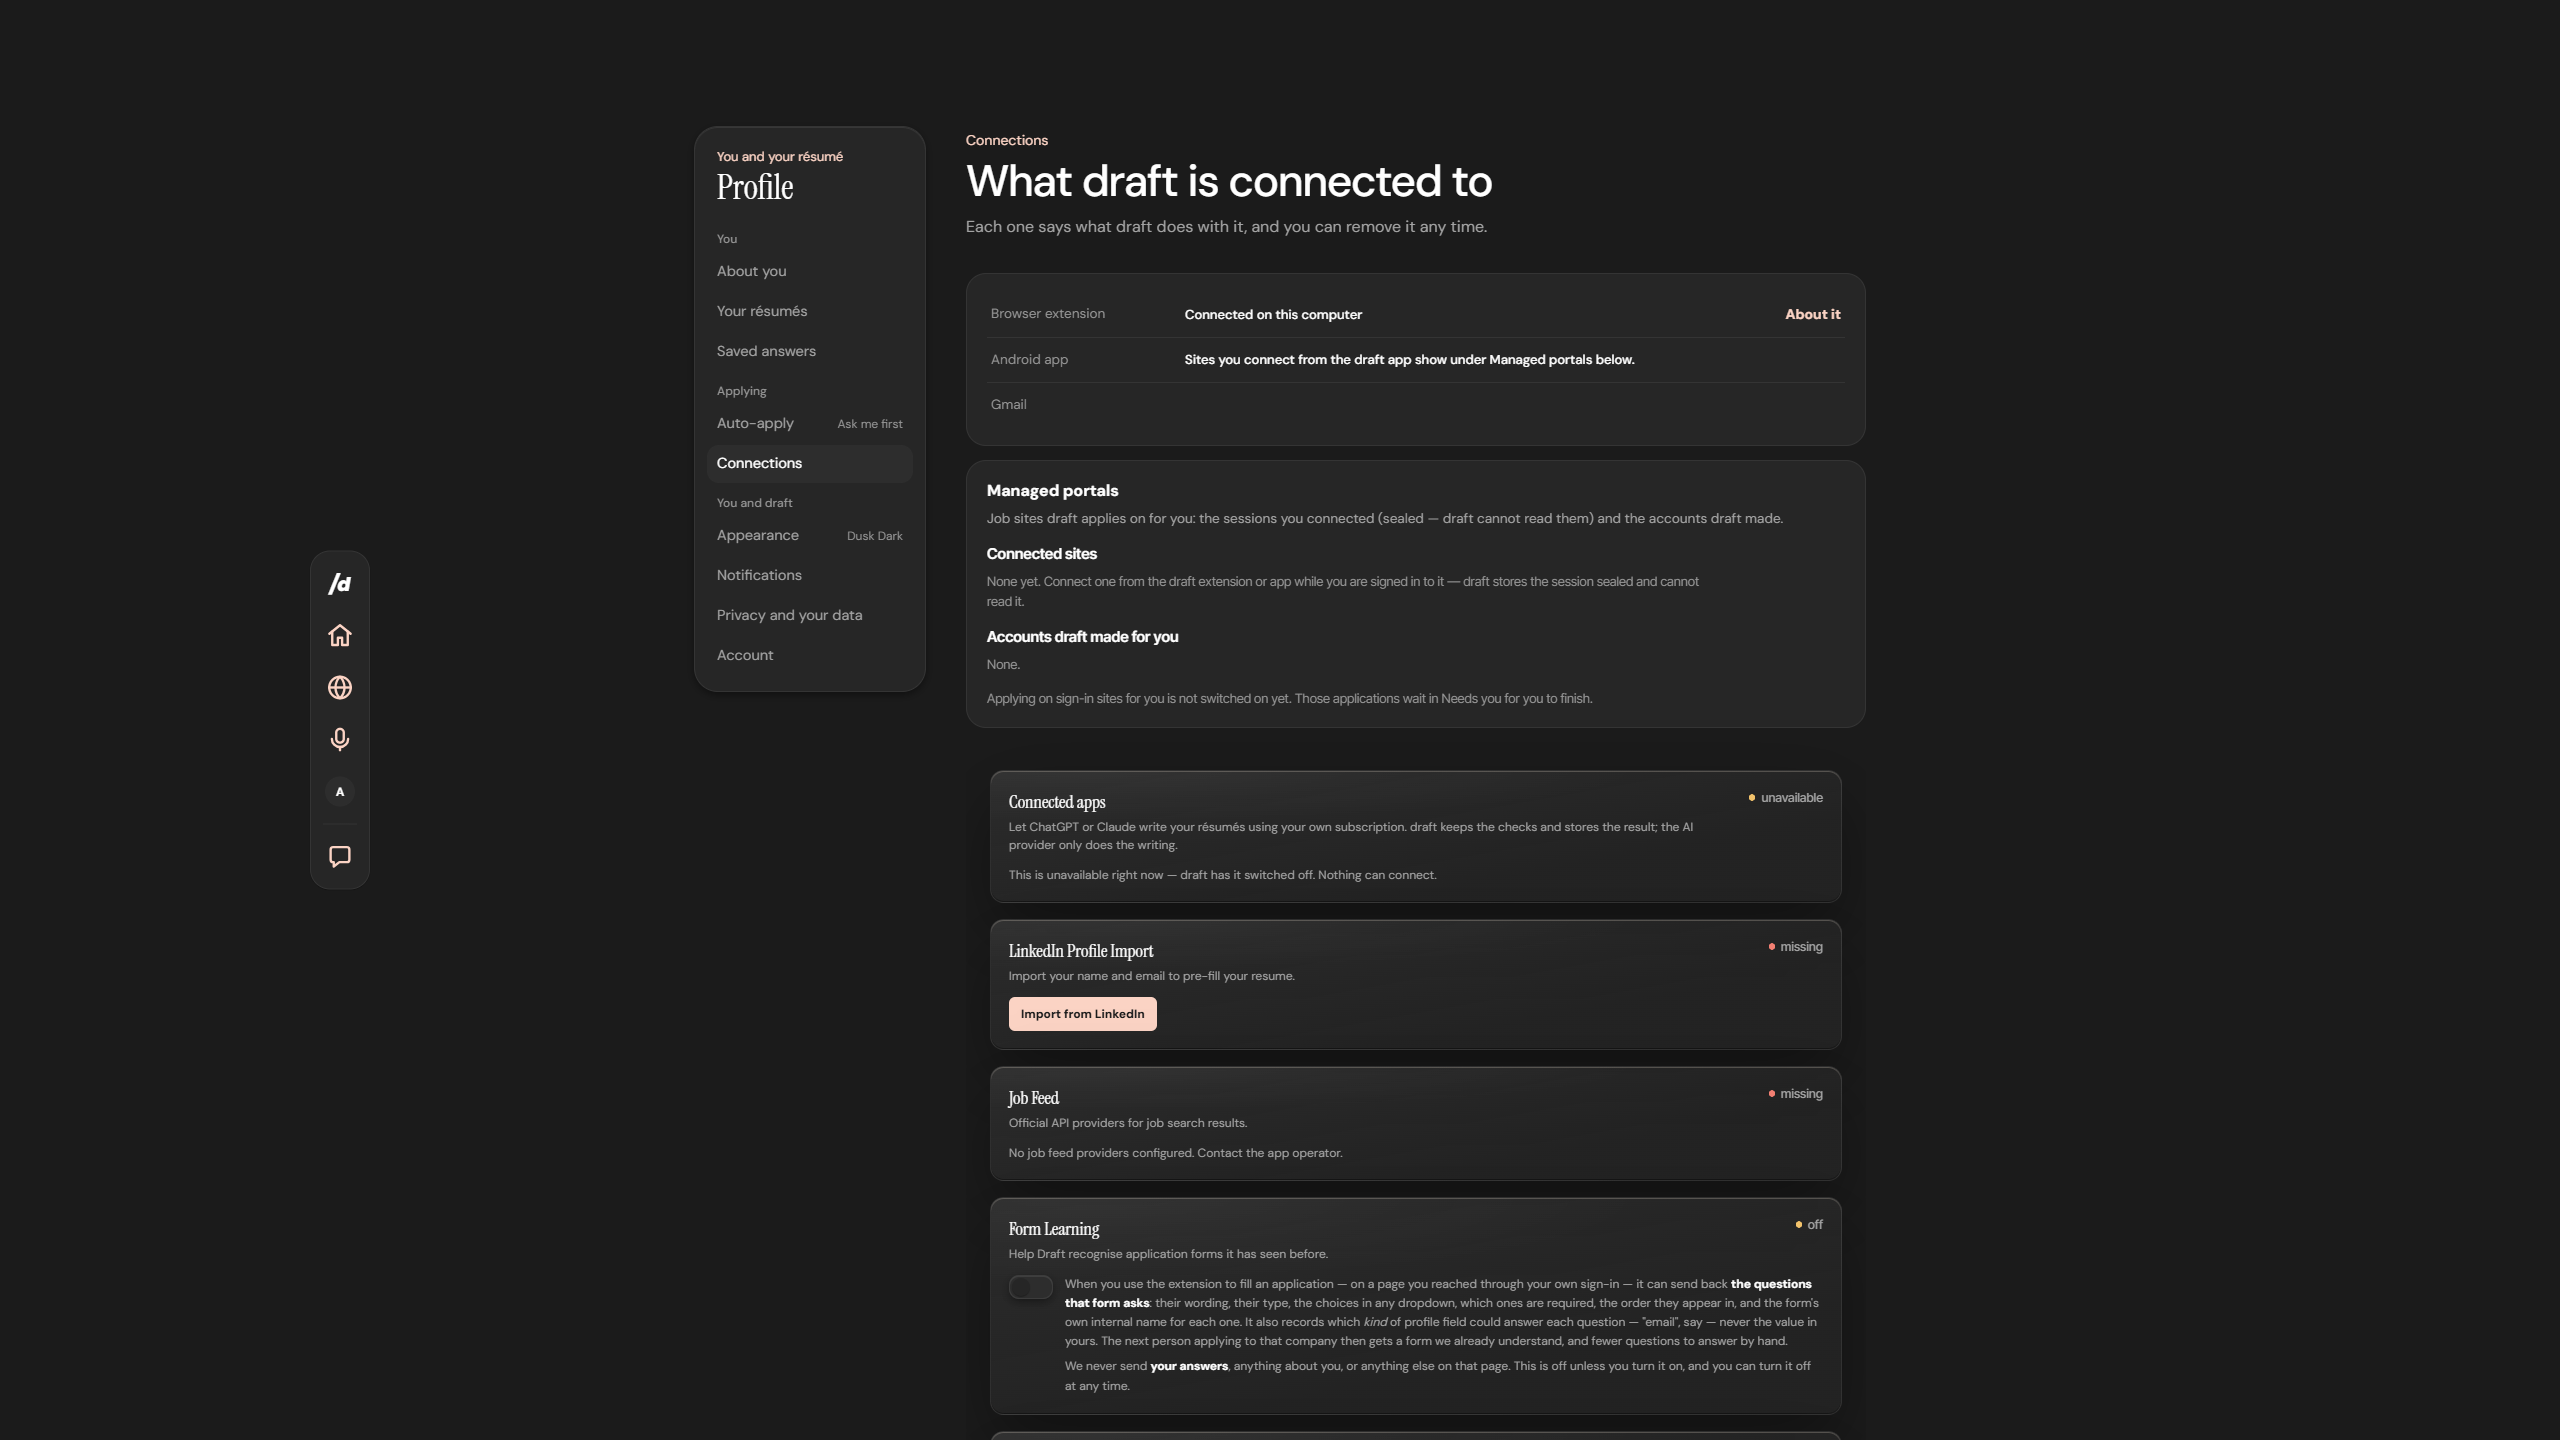 You and your résumé
Profile
You
About you
Your résumés
Saved answers
Applying
Auto-apply Ask me first
Connections
You and draft
Appearance Dusk Dark
Notifications
Privacy and your data
Account
/d
A
Connections
What draft is connected to
Each one says what draft does with it, and you can remove it any time.
Browser extension Connected on this computer About it
Android app Sites you connect from the draft app show under Managed portals below.
Gmail
Managed portals
Job sites draft applies on for you: the sessions you connected (sealed — draft cannot read them) and the accounts draft made.
Connected sites
None yet. Connect one from the draft extension or app while you are signed in to it — draft stores the session sealed and cannot
read it.
Accounts draft made for you
None.
Applying on sign-in sites for you is not switched on yet. Those applications wait in Needs you for you to finish.
Connected apps unavailable
Let ChatGPT or Claude write your résumés using your own subscription. draft keeps the checks and stores the result; the AI
provider only does the writing.
This is unavailable right now — draft has it switched off. Nothing can connect.
LinkedIn Profile Import missing
Import your name and email to pre-fill your resume.
Import from LinkedIn
Job Feed missing
Official API providers for job search results.
No job feed providers configured. Contact the app operator.
Form Learning off
Help Draft recognise application forms it has seen before.
When you use the extension to fill an application — on a page you reached through your own sign-in — it can send back the questions
that form asks: their wording, their type, the choices in any dropdown, which ones are required, the order they appear in, and the form's
own internal name for each one. It also records which kind of profile field could answer each question — "email", say — never the value in
yours. The next person applying to that company then gets a form we already understand, and fewer questions to answer by hand.
We never send your answers, anything about you, or anything else on that page. This is off unless you turn it on, and you can turn it off
at any time.